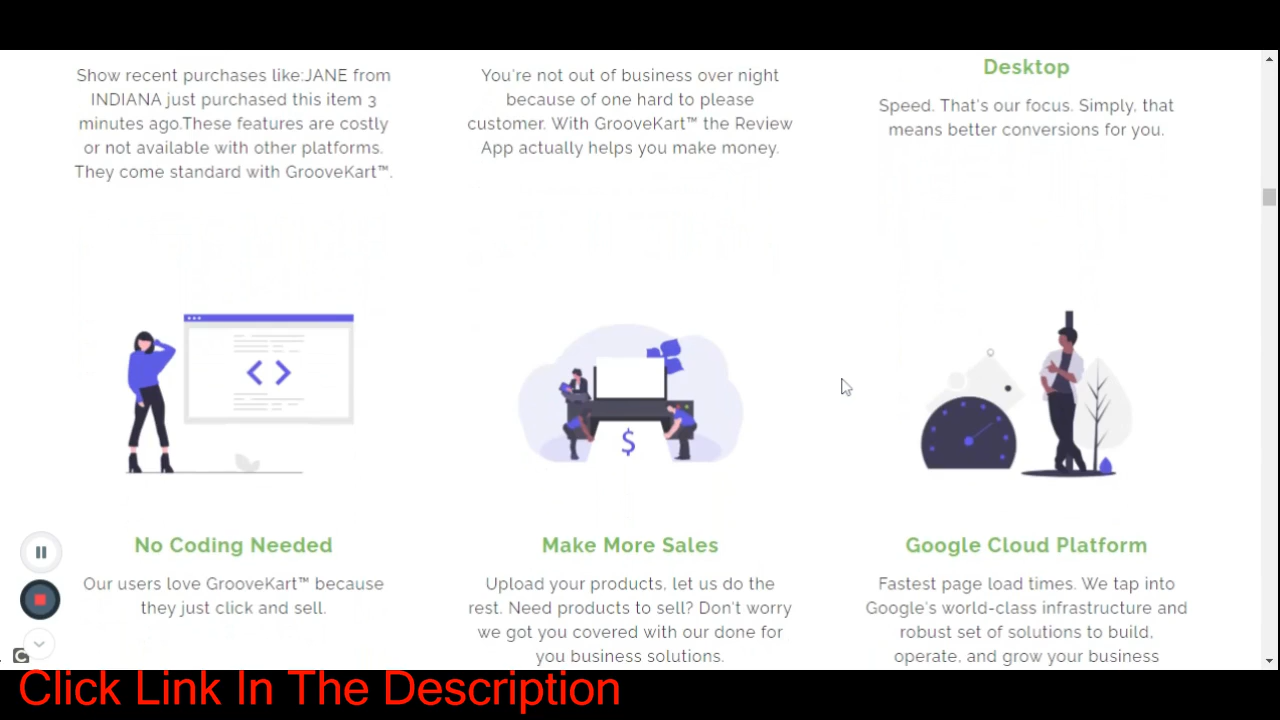 Show recent purchases like:JANE from
INDIANA just purchased this item 3
minutes ago.These features are costly
or not available with other platforms.
They come standard with GrooveKart™.
You're not out of business over night
because of one hard to please
customer. With GrooveKart™ the Review
App actually helps you make money.
Desktop
Speed. That's our focus. Simply, that
means better conversions for you.
$
No Coding Needed
Our users love GrooveKart™ because
they just click and sell.
Make More Sales
Upload your products, let us do the
rest. Need products to sell? Don't worry
we got you covered with our done for
you business solutions.
Google Cloud Platform
Fastest page load times. We tap into
Google's world-class infrastructure and
robust set of solutions to build,
operate, and grow your business
Click Link In The Description